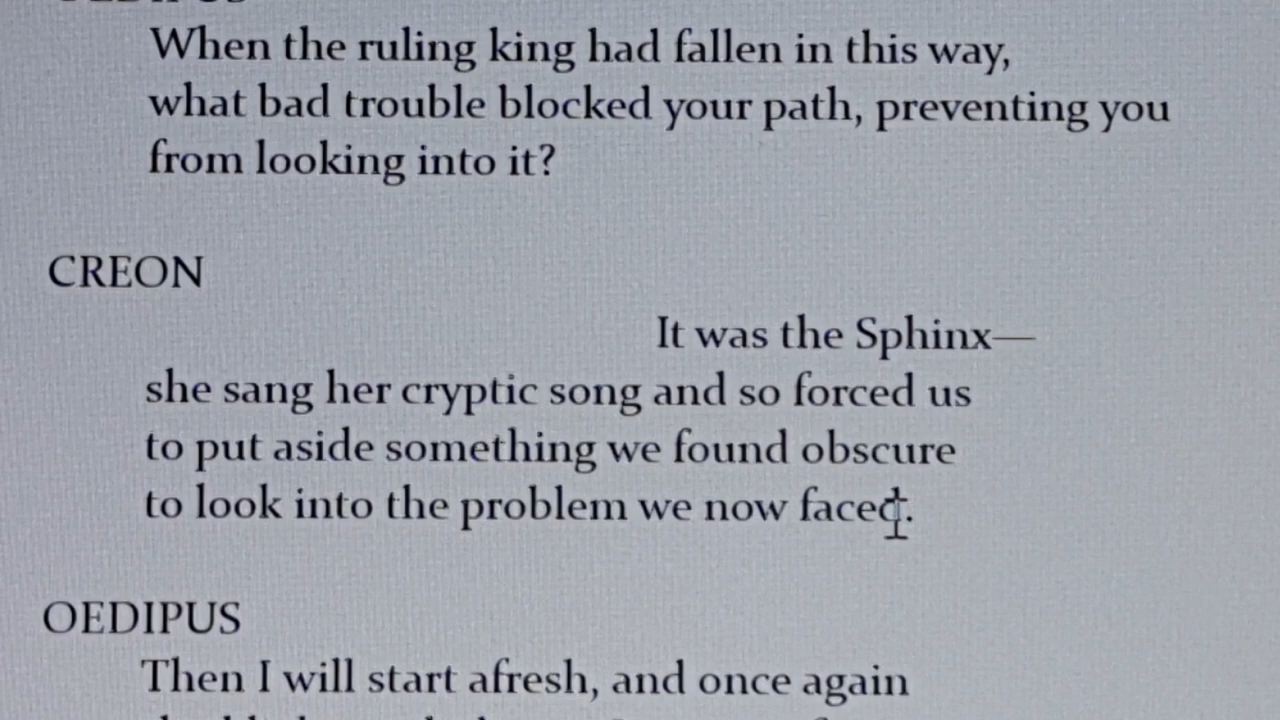 When the ruling king had fallen in this way,
what bad trouble blocked your path, preventing you
from looking into it?
CREON
It was the Sphinx—
she sang her cryptic song and so forced us
to put aside something we found obscure
to look into the problem we now faced.
OEDIPUS
Then I will start afresh, and once again